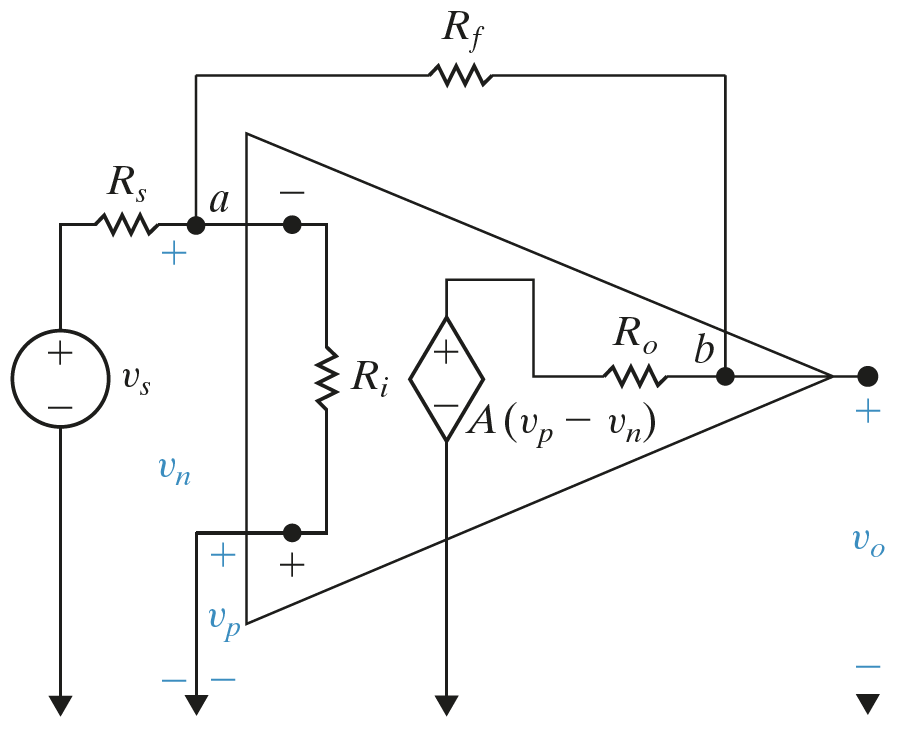 R_f
R_s
a
−
+
+
−
v_s
R_i
+
−
R_o
b
A(v_p − v_n)
+
v_n
+
+
v_o
v_p
− −
−